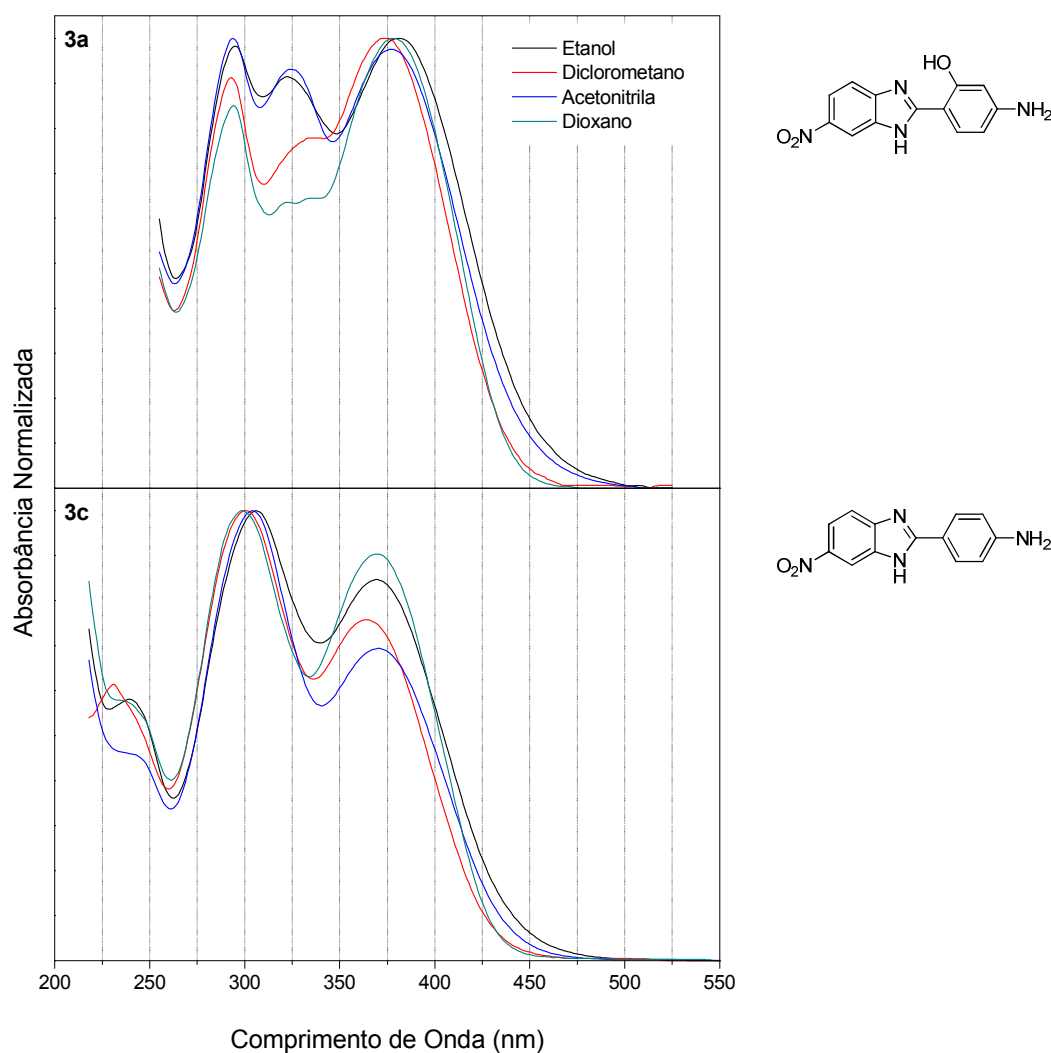 3a
Etanol
Diclorometano
Acetonitrila
Dioxano
HO
N
NH2
O2N
N
H
Absorbância Normalizada
3c
N
NH2
O2N
N
H
200 250 300 350 400 450 500 550
Comprimento de Onda (nm)